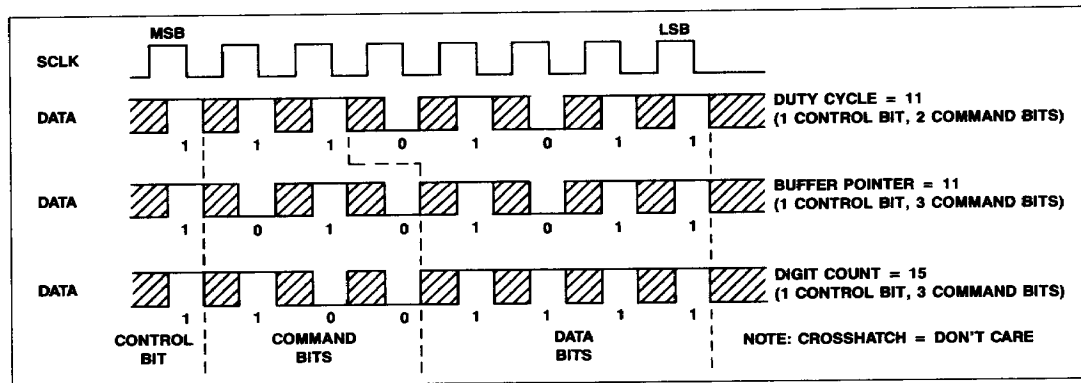 MSB LSB
SCLK
DATA DUTY CYCLE = 11
(1 CONTROL BIT, 2 COMMAND BITS)
1 1 1 0 1 0 1 1
DATA BUFFER POINTER = 11
(1 CONTROL BIT, 3 COMMAND BITS)
1 0 1 0 1 0 1 1
DATA DIGIT COUNT = 15
(1 CONTROL BIT, 3 COMMAND BITS)
1 1 0 0 1 1 1 1
CONTROL BIT
COMMAND BITS
DATA BITS
NOTE: CROSSHATCH = DON'T CARE